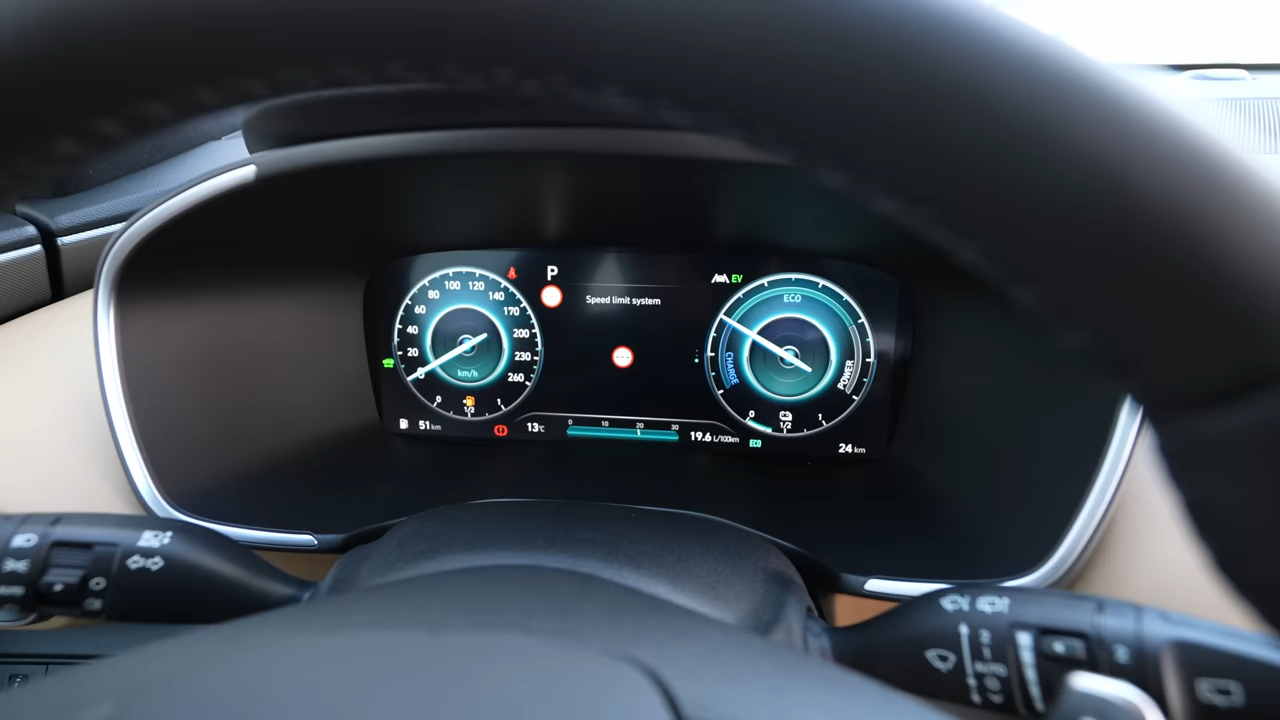 P
EV
Speed limit system
100 120
80 140
60 170
40 200
20 230
0 260
km/h
0 1/2 1
51 km
13°C
0 10 20 30
19.6 L/100km
ECO
ECO
CHARGE
POWER
0 1/2 1
24 km
AUTO